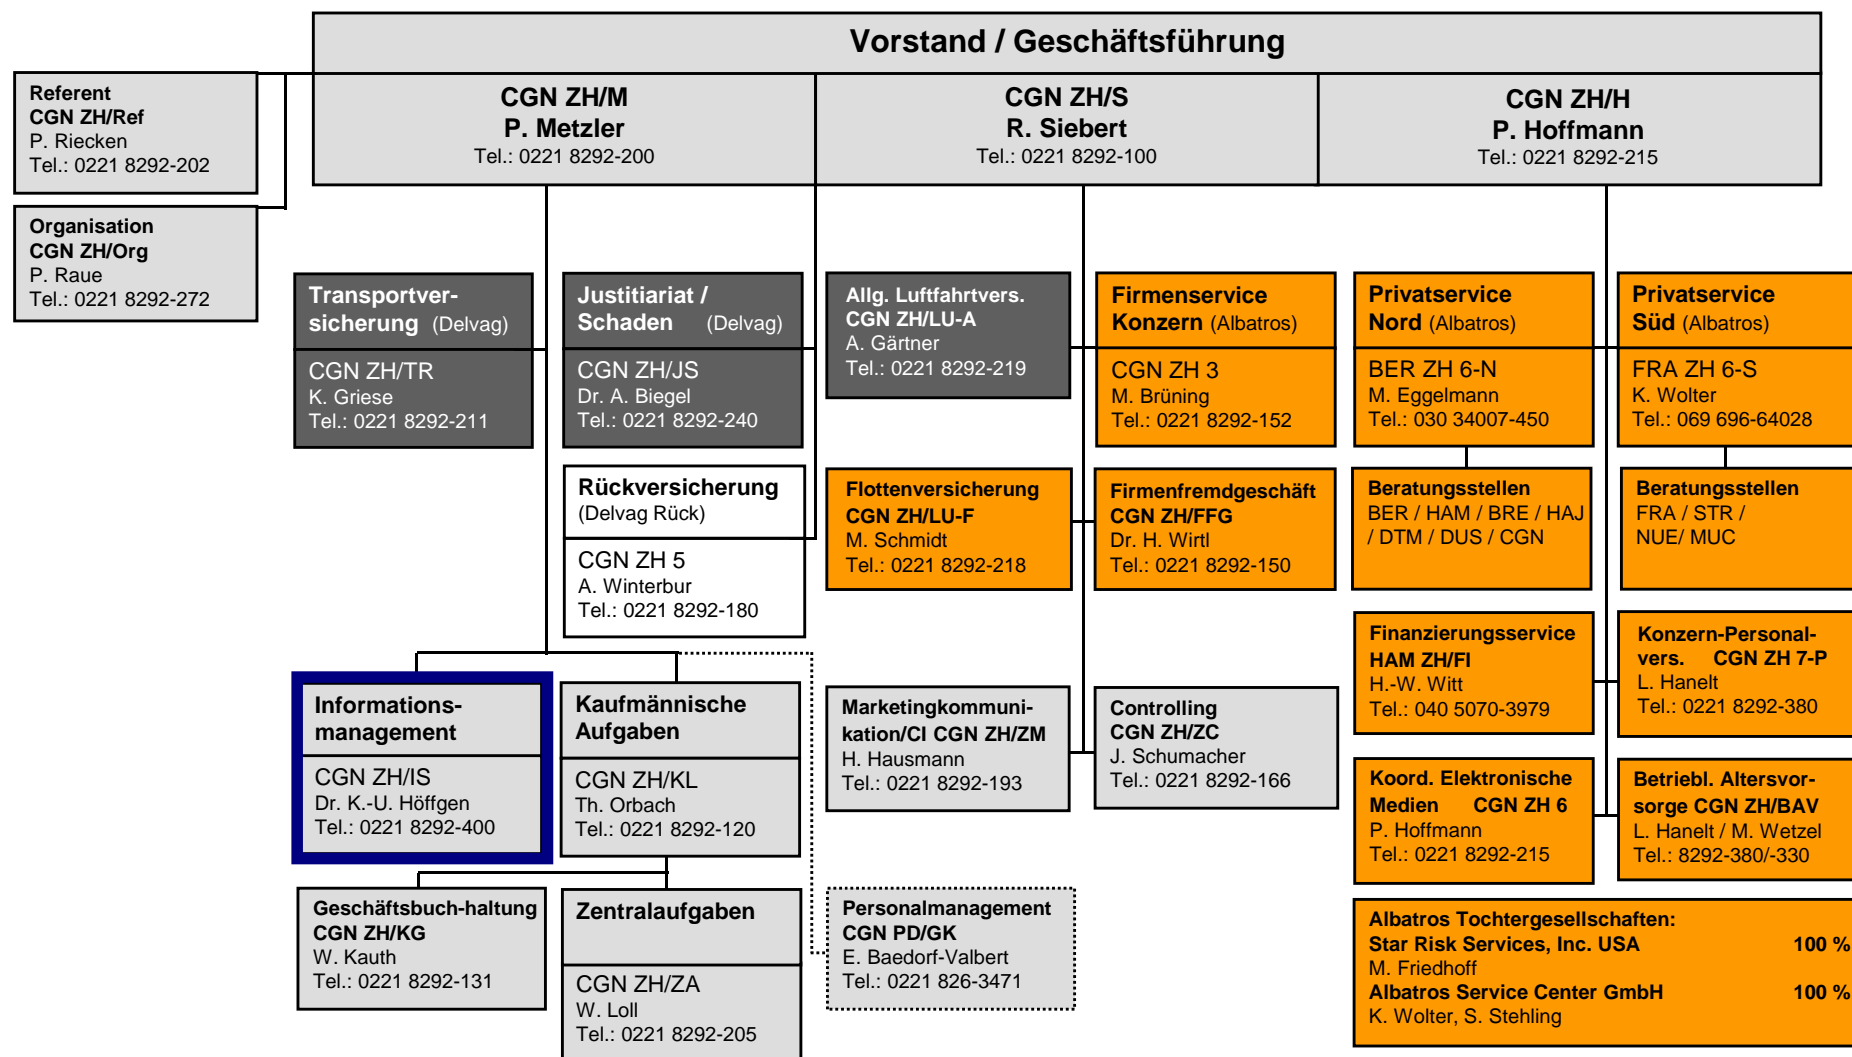 Vorstand / Geschäftsführung
Referent
CGN ZH/Ref
P. Riecken
Tel.: 0221 8292-202
CGN ZH/M
P. Metzler
Tel.: 0221 8292-200
CGN ZH/S
R. Siebert
Tel.: 0221 8292-100
CGN ZH/H
P. Hoffmann
Tel.: 0221 8292-215
Organisation
CGN ZH/Org
P. Raue
Tel.: 0221 8292-272
Transportver-
sicherung (Delvag)
CGN ZH/TR
K. Griese
Tel.: 0221 8292-211
Justitiariat /
Schaden (Delvag)
CGN ZH/JS
Dr. A. Biegel
Tel.: 0221 8292-240
Allg. Luftfahrtvers.
CGN ZH/LU-A
A. Gärtner
Tel.: 0221 8292-219
Firmenservice
Konzern (Albatros)
CGN ZH 3
M. Brüning
Tel.: 0221 8292-152
Privatservice
Nord (Albatros)
BER ZH 6-N
M. Eggelmann
Tel.: 030 34007-450
Privatservice
Süd (Albatros)
FRA ZH 6-S
K. Wolter
Tel.: 069 696-64028
Rückversicherung
(Delvag Rück)
CGN ZH 5
A. Winterbur
Tel.: 0221 8292-180
Flottenversicherung
CGN ZH/LU-F
M. Schmidt
Tel.: 0221 8292-218
Firmenfremdgeschäft
CGN ZH/FFG
Dr. H. Wirtl
Tel.: 0221 8292-150
Beratungsstellen
BER / HAM / BRE / HAJ
/ DTM / DUS / CGN
Beratungsstellen
FRA / STR /
NUE/ MUC
Finanzierungsservice
HAM ZH/FI
H.-W. Witt
Tel.: 040 5070-3979
Konzern-Personal-
vers. CGN ZH 7-P
L. Hanelt
Tel.: 0221 8292-380
Informations-
management
CGN ZH/IS
Dr. K.-U. Höffgen
Tel.: 0221 8292-400
Kaufmännische
Aufgaben
CGN ZH/KL
Th. Orbach
Tel.: 0221 8292-120
Marketingkommuni-
kation/CI CGN ZH/ZM
H. Hausmann
Tel.: 0221 8292-193
Controlling
CGN ZH/ZC
J. Schumacher
Tel.: 0221 8292-166
Koord. Elektronische
Medien CGN ZH 6
P. Hoffmann
Tel.: 0221 8292-215
Betriebl. Altersvor-
sorge CGN ZH/BAV
L. Hanelt / M. Wetzel
Tel.: 8292-380/-330
Geschäftsbuch-haltung
CGN ZH/KG
W. Kauth
Tel.: 0221 8292-131
Zentralaufgaben
CGN ZH/ZA
W. Loll
Tel.: 0221 8292-205
Personalmanagement
CGN PD/GK
E. Baedorf-Valbert
Tel.: 0221 826-3471
Albatros Tochtergesellschaften:
Star Risk Services, Inc. USA 100 %
M. Friedhoff
Albatros Service Center GmbH 100 %
K. Wolter, S. Stehling